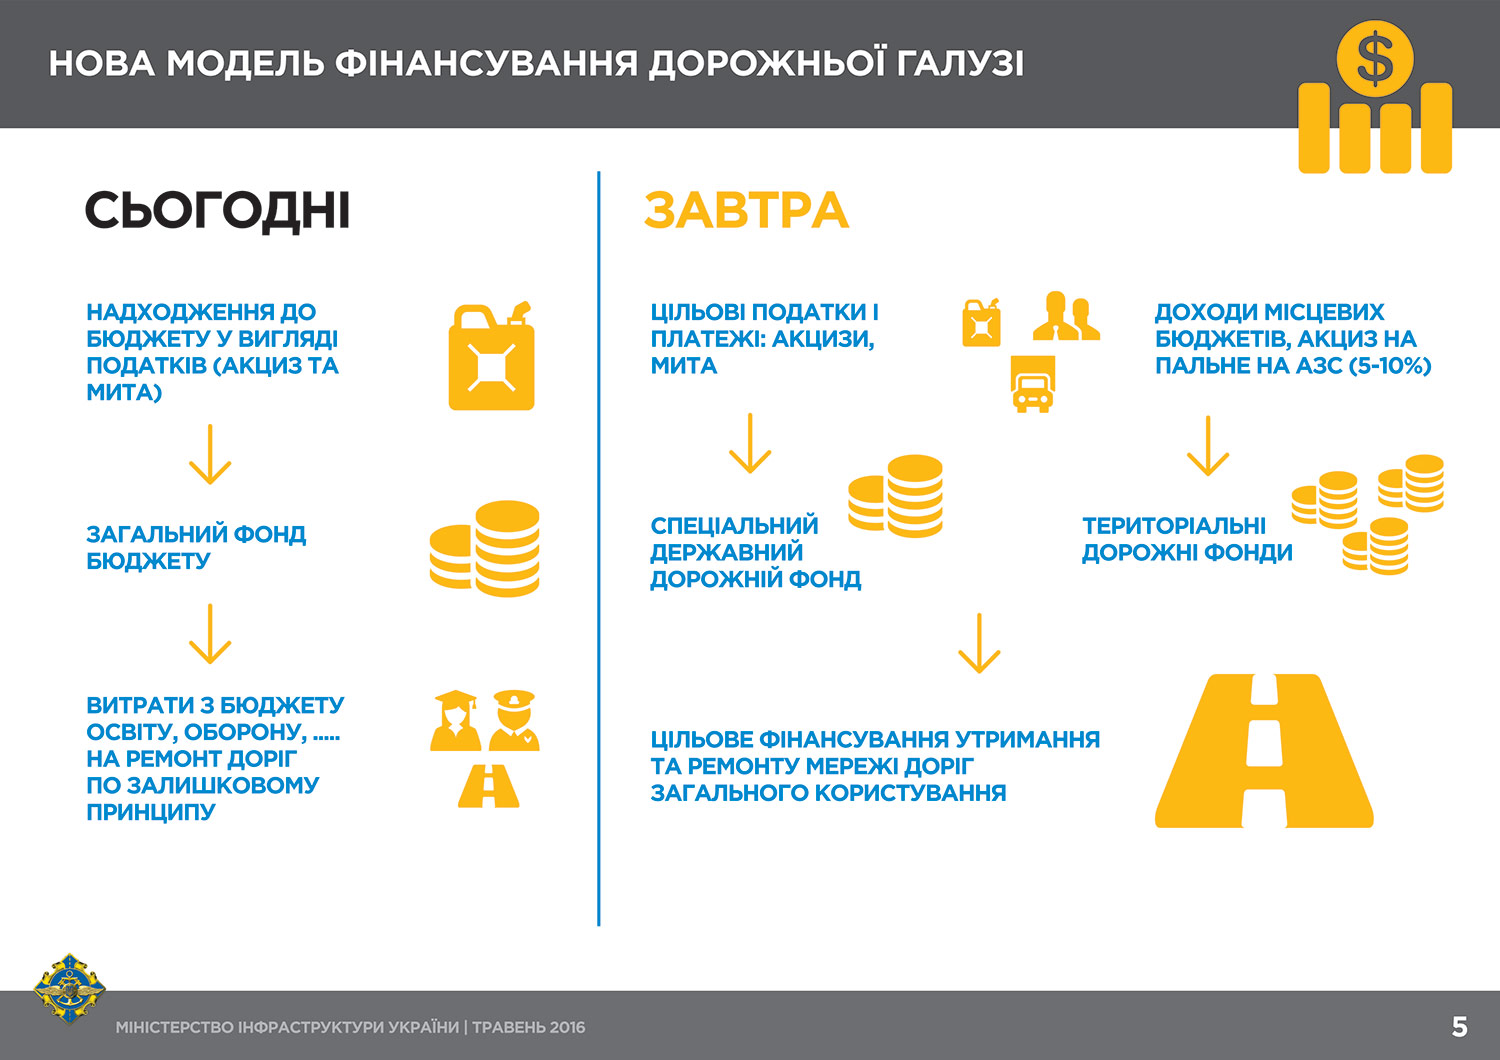 НОВА МОДЕЛЬ ФІНАНСУВАННЯ ДОРОЖНЬОЇ ГАЛУЗІ
$
СЬОГОДНІ
НАДХОДЖЕННЯ ДО
БЮДЖЕТУ У ВИГЛЯДІ
ПОДАТКІВ (АКЦИЗ ТА
МИТА)
ЗАГАЛЬНИЙ ФОНД
БЮДЖЕТУ
ВИТРАТИ З БЮДЖЕТУ
ОСВІТУ, ОБОРОНУ, .....
НА РЕМОНТ ДОРІГ
ПО ЗАЛИШКОВОМУ
ПРИНЦИПУ
ЗАВТРА
ЦІЛЬОВІ ПОДАТКИ І
ПЛАТЕЖІ: АКЦИЗИ,
МИТА
ДОХОДИ МІСЦЕВИХ
БЮДЖЕТІВ, АКЦИЗ НА
ПАЛЬНЕ НА АЗС (5-10%)
СПЕЦІАЛЬНИЙ
ДЕРЖАВНИЙ
ДОРОЖНІЙ ФОНД
ТЕРИТОРІАЛЬНІ
ДОРОЖНІ ФОНДИ
ЦІЛЬОВЕ ФІНАНСУВАННЯ УТРИМАННЯ
ТА РЕМОНТУ МЕРЕЖІ ДОРІГ
ЗАГАЛЬНОГО КОРИСТУВАННЯ
МІНІСТЕРСТВО ІНФРАСТРУКТУРИ УКРАЇНИ | ТРАВЕНЬ 2016
5